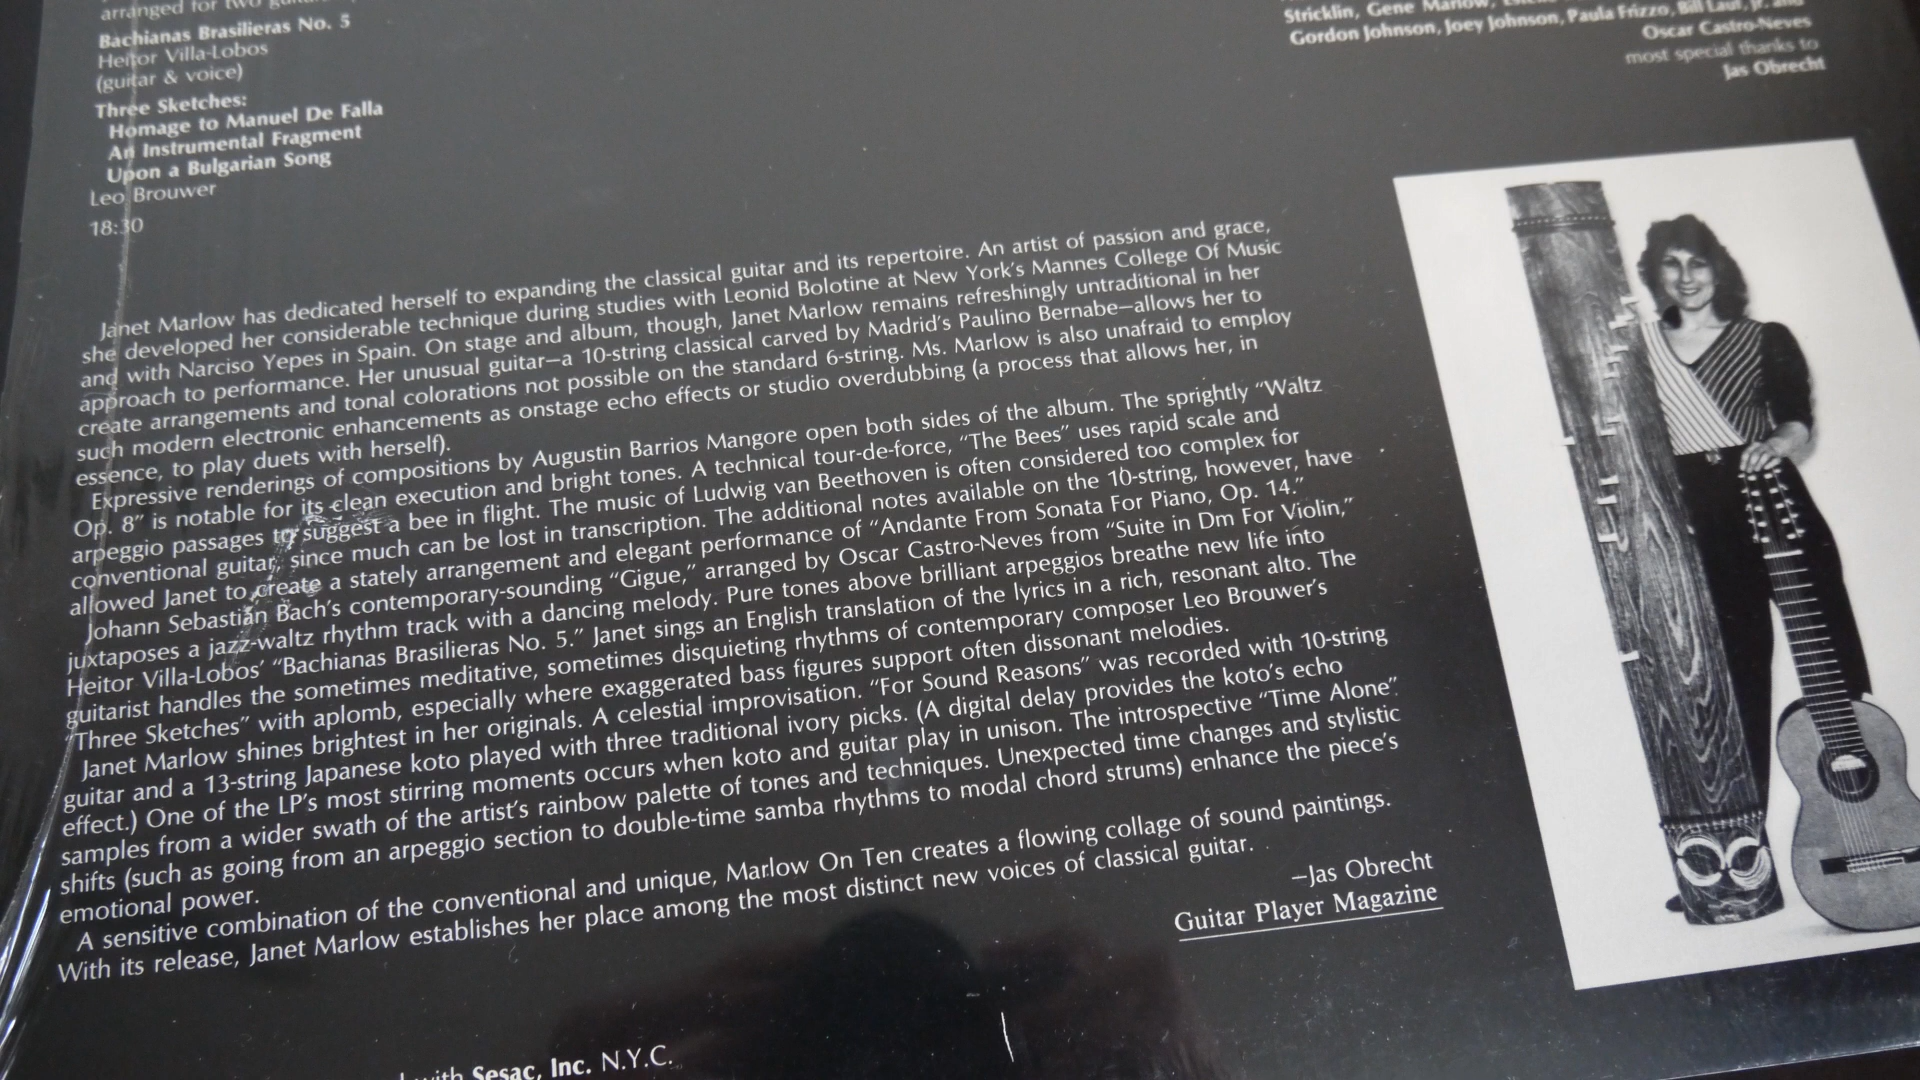 arranged for two
Bachianas Brasilieras No. 5
Heitor Villa-Lobos
(guitar & voice)
Three Sketches:
Homage to Manuel De Falla
An Instrumental Fragment
Upon a Bulgarian Song
Leo Brouwer
18:30
Stricklin, Gene Marlow,
Gordon Johnson, Joey Johnson, Paula Frizzo, Bill Lauf, Jr. and
Oscar Castro-Neves
most special thanks to
Jas Obrecht
Janet Marlow has dedicated herself to expanding the classical guitar and its repertoire. An artist of passion and grace,
she developed her considerable technique during studies with Leonid Bolotine at New York's Mannes College Of Music
and with Narciso Yepes in Spain. On stage and album, though, Janet Marlow remains refreshingly untraditional in her
approach to performance. Her unusual guitar—a 10-string classical carved by Madrid's Paulino Bernabe—allows her to
create arrangements and tonal colorations not possible on the standard 6-string. Ms. Marlow is also unafraid to employ
such modern electronic enhancements as onstage echo effects or studio overdubbing (a process that allows her, in
essence, to play duets with herself).
Expressive renderings of compositions by Augustin Barrios Mangore open both sides of the album. The sprightly "Waltz
Op. 8" is notable for its clean execution and bright tones. A technical tour-de-force, "The Bees" uses rapid scale and
arpeggio passages to suggest a bee in flight. The music of Ludwig van Beethoven is often considered too complex for
conventional guitar, since much can be lost in transcription. The additional notes available on the 10-string, however, have
allowed Janet to create a stately arrangement and elegant performance of "Andante From Sonata For Piano, Op. 14."
Johann Sebastian Bach's contemporary-sounding "Gigue," arranged by Oscar Castro-Neves from "Suite in Dm For Violin,"
juxtaposes a jazz-waltz rhythm track with a dancing melody. Pure tones above brilliant arpeggios breathe new life into
Heitor Villa-Lobos' "Bachianas Brasilieras No. 5." Janet sings an English translation of the lyrics in a rich, resonant alto. The
guitarist handles the sometimes meditative, sometimes disquieting rhythms of contemporary composer Leo Brouwer's
"Three Sketches" with aplomb, especially where exaggerated bass figures support often dissonant melodies.
Janet Marlow shines brightest in her originals. A celestial improvisation. "For Sound Reasons" was recorded with 10-string
guitar and a 13-string Japanese koto played with three traditional ivory picks. (A digital delay provides the koto's echo
effect.) One of the LP's most stirring moments occurs when koto and guitar play in unison. The introspective "Time Alone"
samples from a wider swath of the artist's rainbow palette of tones and techniques. Unexpected time changes and stylistic
shifts (such as going from an arpeggio section to double-time samba rhythms to modal chord strums) enhance the piece's
emotional power.
A sensitive combination of the conventional and unique, Marlow On Ten creates a flowing collage of sound paintings.
With its release, Janet Marlow establishes her place among the most distinct new voices of classical guitar.
—Jas Obrecht
Guitar Player Magazine
with Sesac, Inc. N.Y.C.